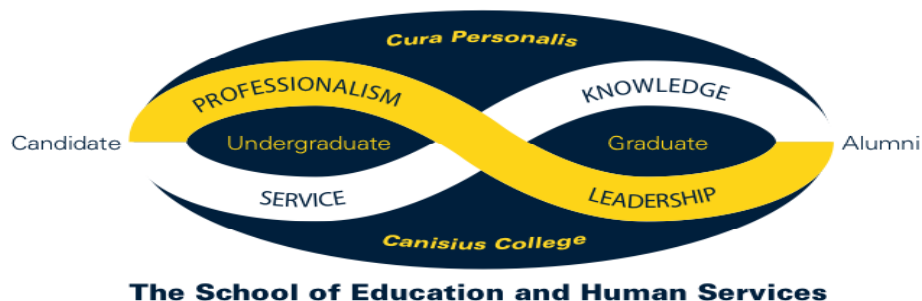 Cura Personalis
PROFESSIONALISM
KNOWLEDGE
Candidate
Undergraduate
Graduate
Alumni
SERVICE
LEADERSHIP
Canisius College
The School of Education and Human Services